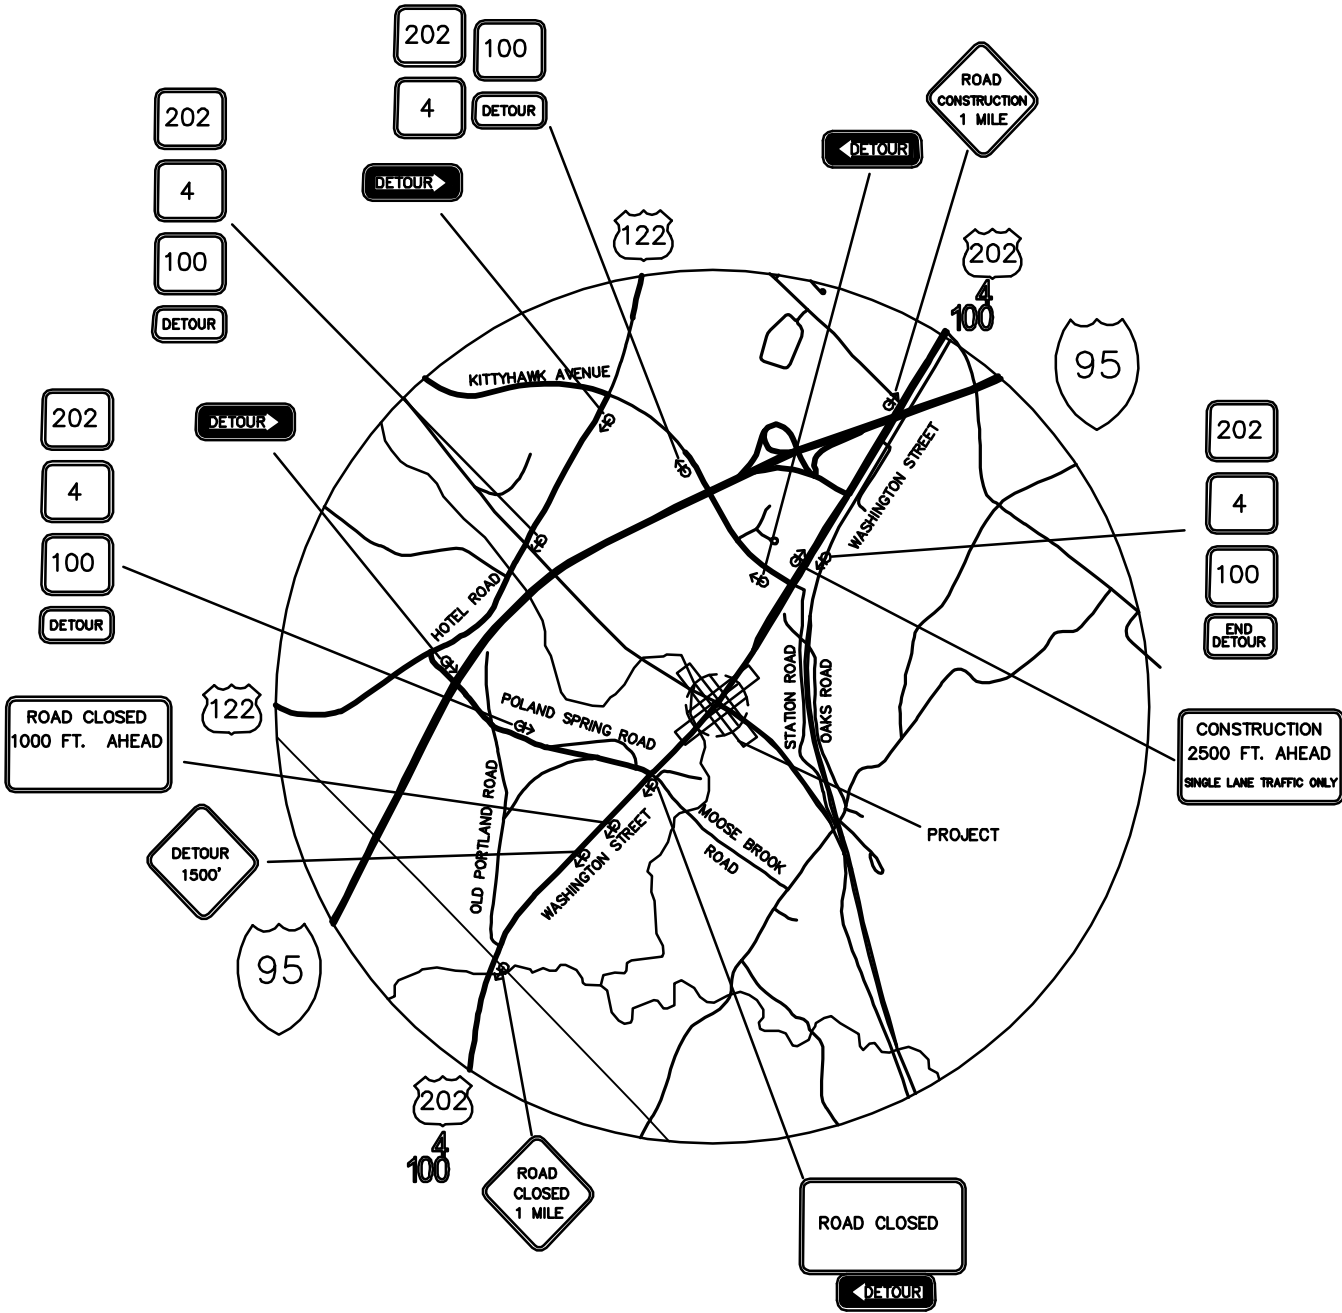 202
100
4
DETOUR
ROAD
CONSTRUCTION
1 MILE
202
4
100
DETOUR
DETOUR
DETOUR
122
202
4
100
95
KITTYHAWK AVENUE
202
4
100
DETOUR
DETOUR
WASHINGTON STREET
202
4
100
END
DETOUR
HOTEL ROAD
122
ROAD CLOSED
1000 FT. AHEAD
POLAND SPRING ROAD
STATION ROAD
OAKS ROAD
CONSTRUCTION
2500 FT. AHEAD
SINGLE LANE TRAFFIC ONLY
OLD PORTLAND ROAD
WASHINGTON STREET
MOOSE BROOK
ROAD
PROJECT
DETOUR
1500'
95
202
4
100
ROAD
CLOSED
1 MILE
ROAD CLOSED
DETOUR